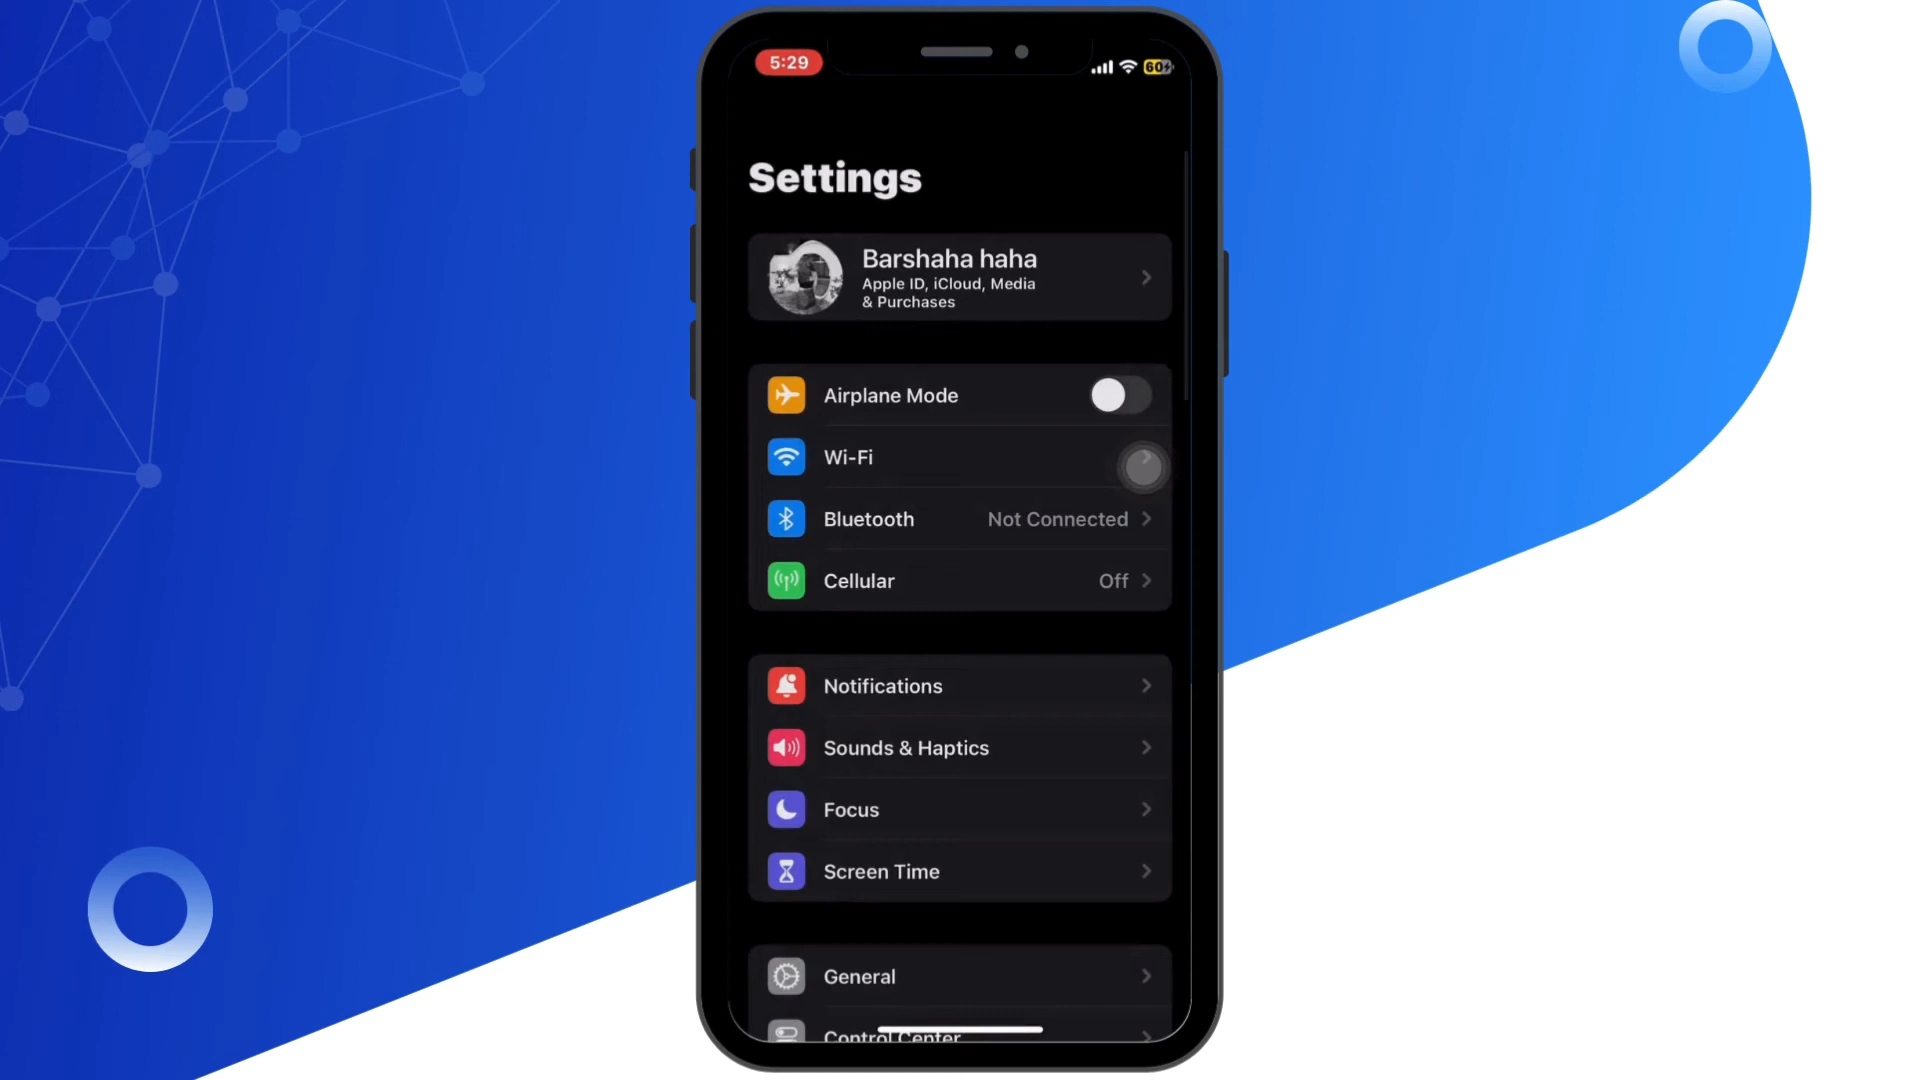 5:29
60
Settings
Barshaha haha
Apple ID, iCloud, Media
& Purchases
Airplane Mode
Wi-Fi
Bluetooth Not Connected
Cellular Off
Notifications
Sounds & Haptics
Focus
Screen Time
General
Control Center